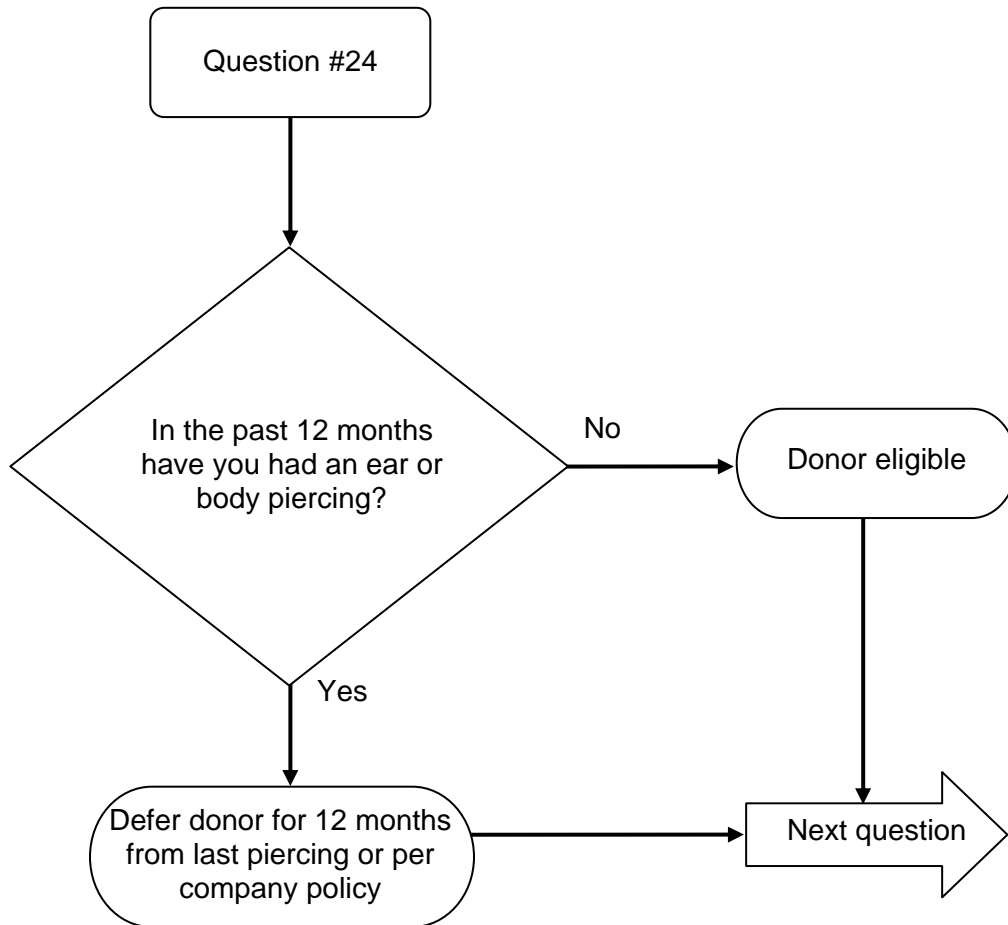 Question #24
In the past 12 months
have you had an ear or
body piercing?
No
Donor eligible
Yes
Defer donor for 12 months
from last piercing or per
company policy
Next question